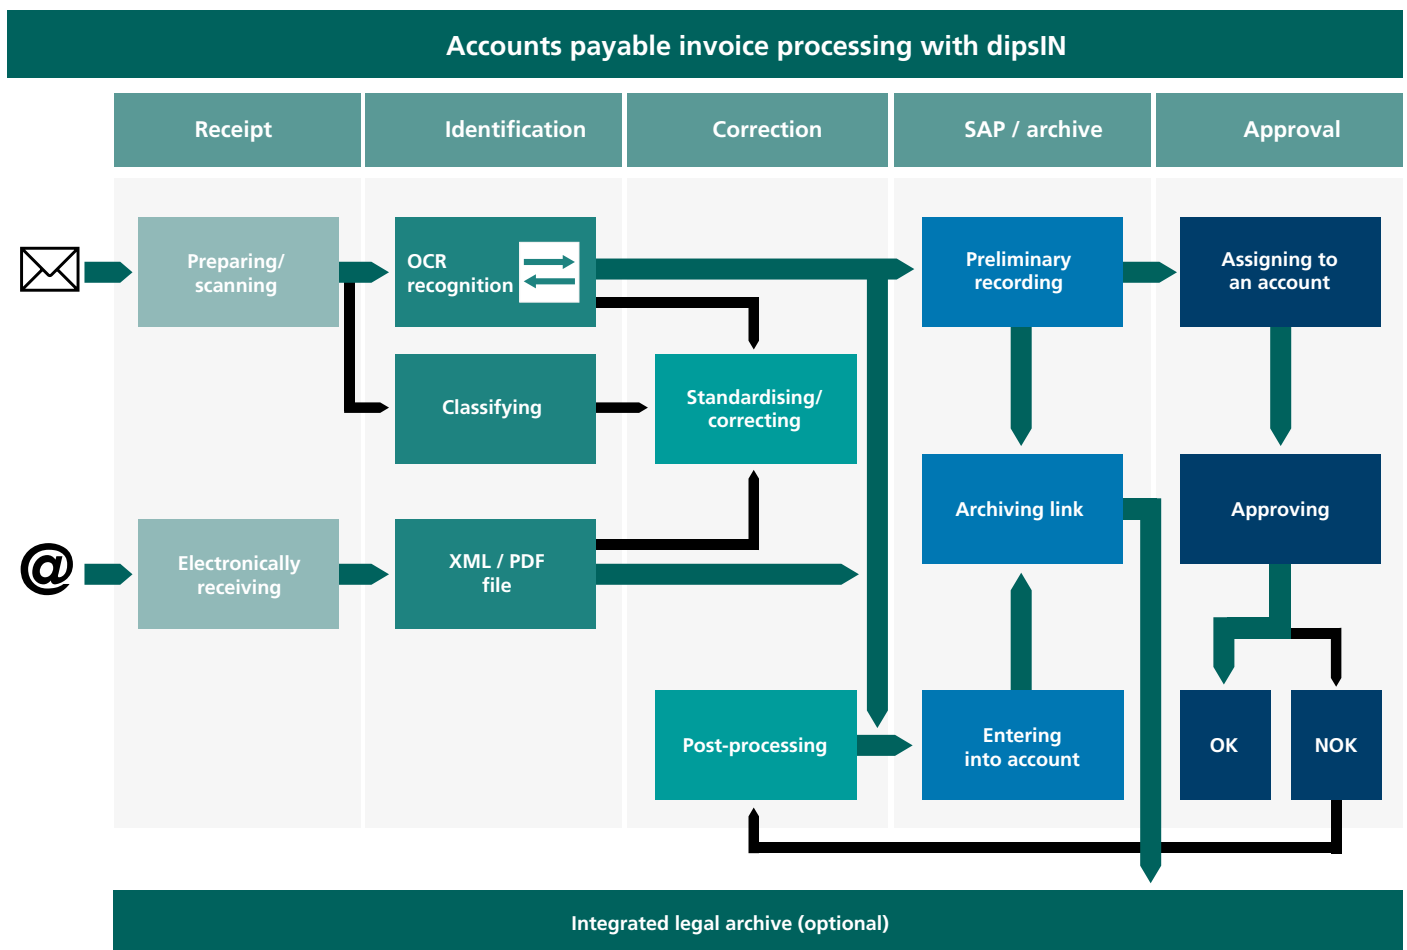 Accounts payable invoice processing with dipsIN
Receipt
Identification
Correction
SAP / archive
Approval
Preparing/
scanning
OCR
recognition
Preliminary
recording
Assigning to
an account
Classifying
Standardising/
correcting
Archiving link
Approving
@
Electronically
receiving
XML / PDF
file
Post-processing
Entering
into account
OK
NOK
Integrated legal archive (optional)